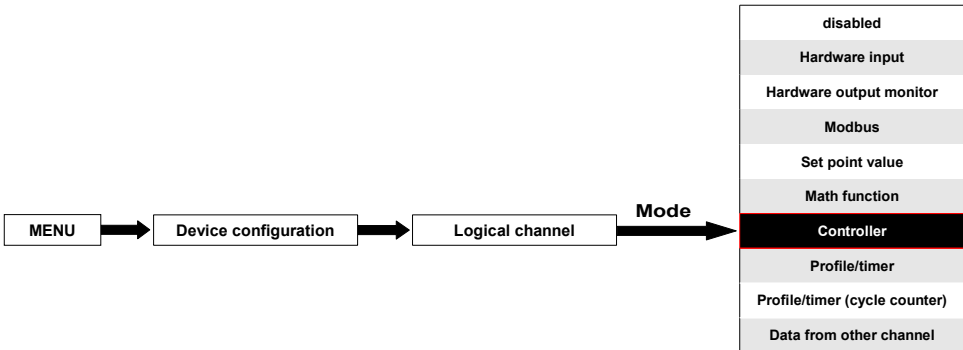 MENU
Device configuration
Logical channel
Mode
disabled
Hardware input
Hardware output monitor
Modbus
Set point value
Math function
Controller
Profile/timer
Profile/timer (cycle counter)
Data from other channel